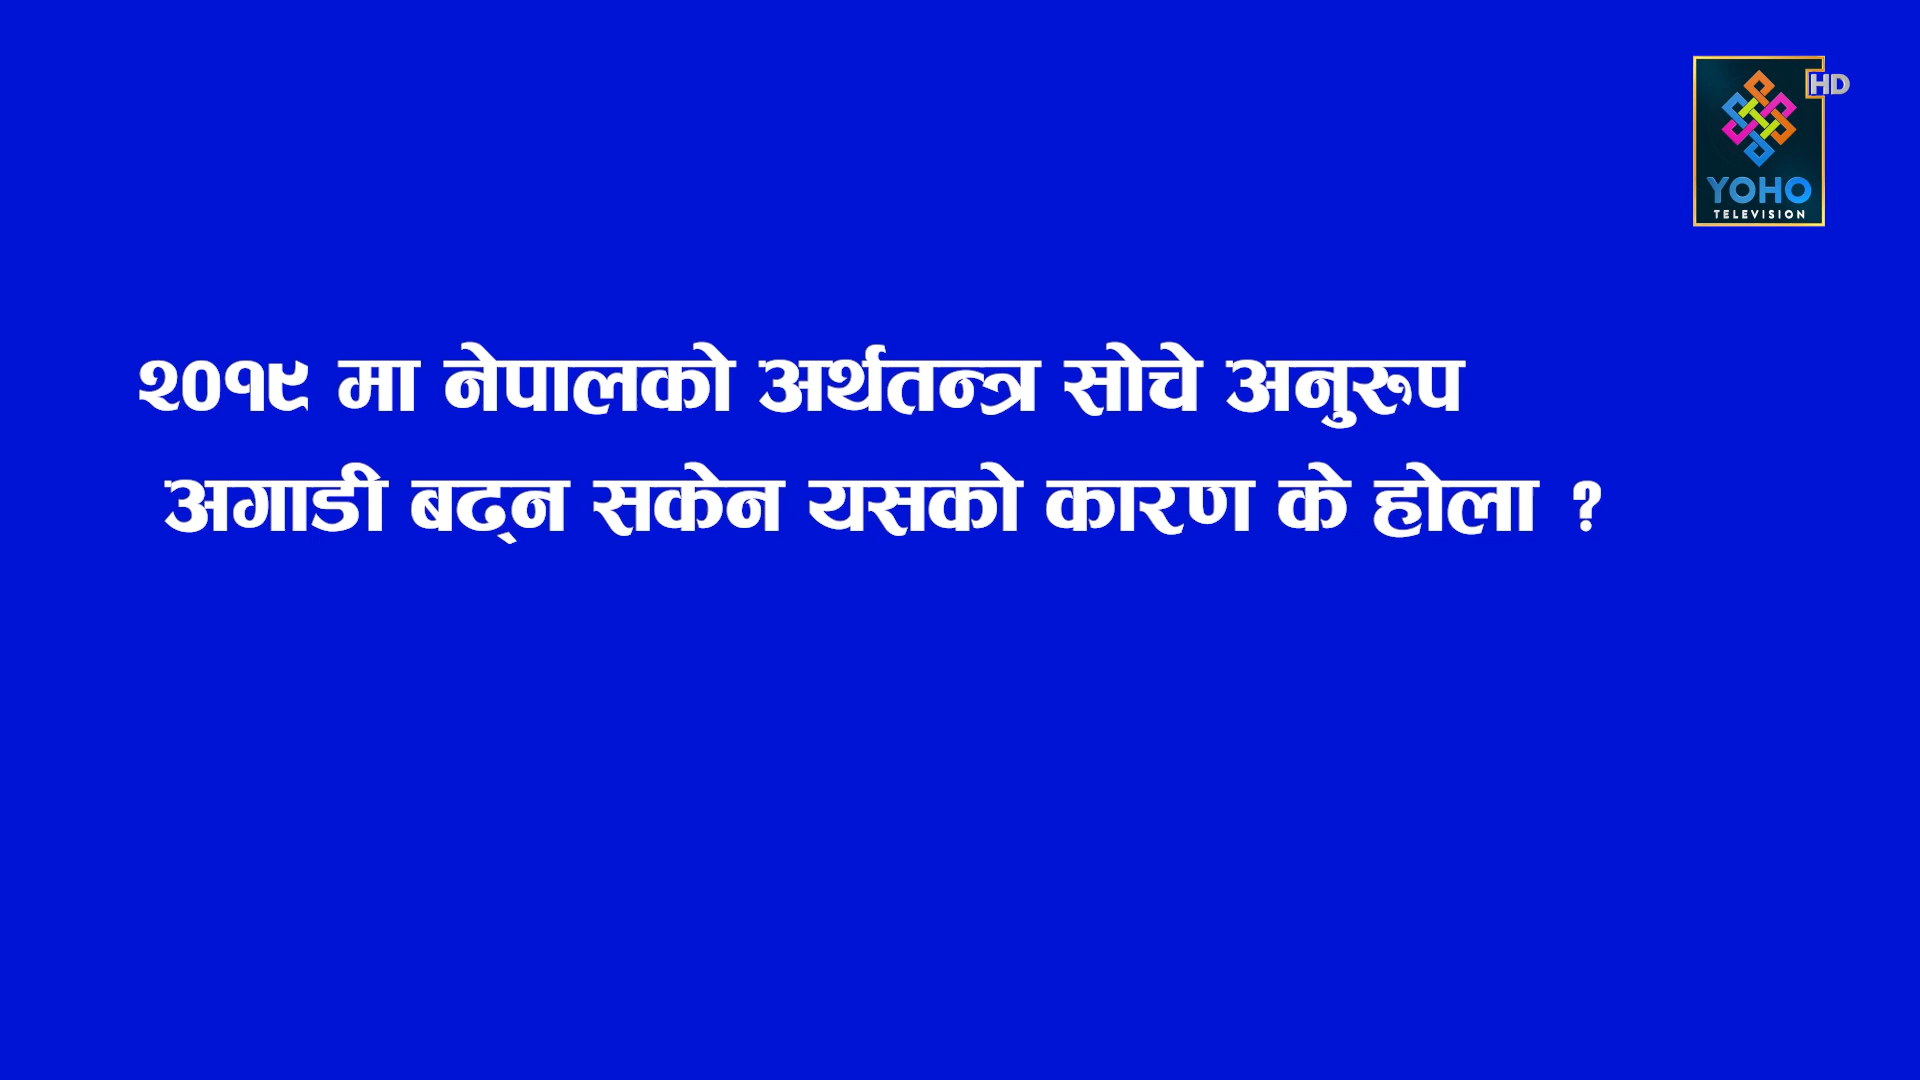 HD
YOHO
TELEVISION
२०१९ मा नेपालको अर्थतन्त्र सोचे अनुरुप
अगाडी बढ्न सकेन यसको कारण के होला ?